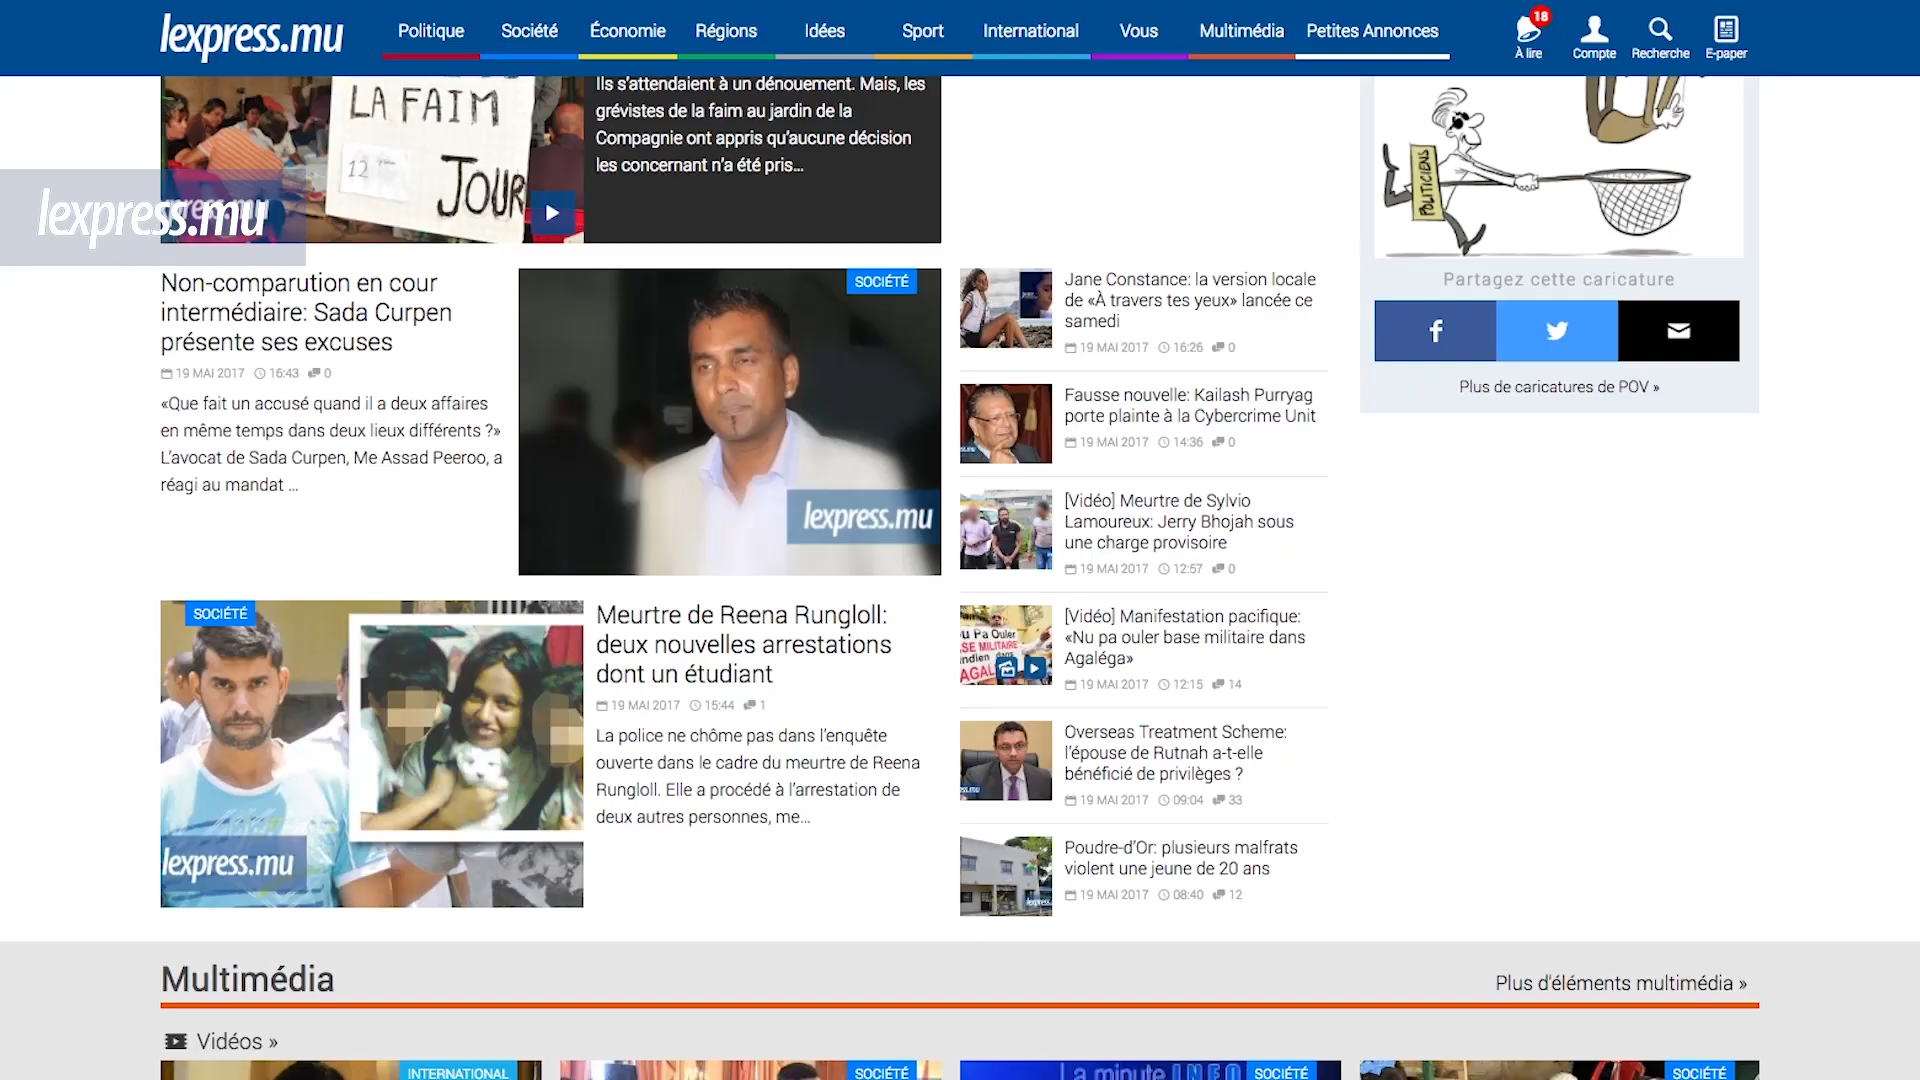 lexpress.mu
Politique
Société
Économie
Régions
Idées
Sport
International
Vous
Multimédia
Petites Annonces
18
À lire
Compte
Recherche
E-paper
LA FAIM
12
JOUR
Ils s’attendaient à un dénouement. Mais, les
grévistes de la faim au jardin de la
Compagnie ont appris qu’aucune décision
les concernant n’a été pris...
lexpress.mu
POLITICIENS
Partagez cette caricature
Plus de caricatures de POV »
Non-comparution en cour
intermédiaire: Sada Curpen
présente ses excuses
19 MAI 2017 16:43 0
«Que fait un accusé quand il a deux affaires
en même temps dans deux lieux différents ?»
L’avocat de Sada Curpen, Me Assad Peeroo, a
réagi au mandat ...
SOCIÉTÉ
lexpress.mu
SOCIÉTÉ
lexpress.mu
Meurtre de Reena Rungloll:
deux nouvelles arrestations
dont un étudiant
19 MAI 2017 15:44 1
La police ne chôme pas dans l’enquête
ouverte dans le cadre du meurtre de Reena
Rungloll. Elle a procédé à l’arrestation de
deux autres personnes, me...
Jane Constance: la version locale
de «À travers tes yeux» lancée ce
samedi
19 MAI 2017 16:26 0
Fausse nouvelle: Kailash Purryag
porte plainte à la Cybercrime Unit
19 MAI 2017 14:36 0
[Vidéo] Meurtre de Sylvio
Lamoureux: Jerry Bhojah sous
une charge provisoire
19 MAI 2017 12:57 0
Pa Ouler
MILITAIRE
dans
AGAL
[Vidéo] Manifestation pacifique:
«Nu pa ouler base militaire dans
Agaléga»
19 MAI 2017 12:15 14
Overseas Treatment Scheme:
l’épouse de Rutnah a-t-elle
bénéficié de privilèges ?
19 MAI 2017 09:04 33
Poudre-d’Or: plusieurs malfrats
violent une jeune de 20 ans
19 MAI 2017 08:40 12
Multimédia
Plus d’éléments multimédia »
Vidéos »
INTERNATIONAL
SOCIÉTÉ
La minute INFO
SOCIÉTÉ
SOCIÉTÉ